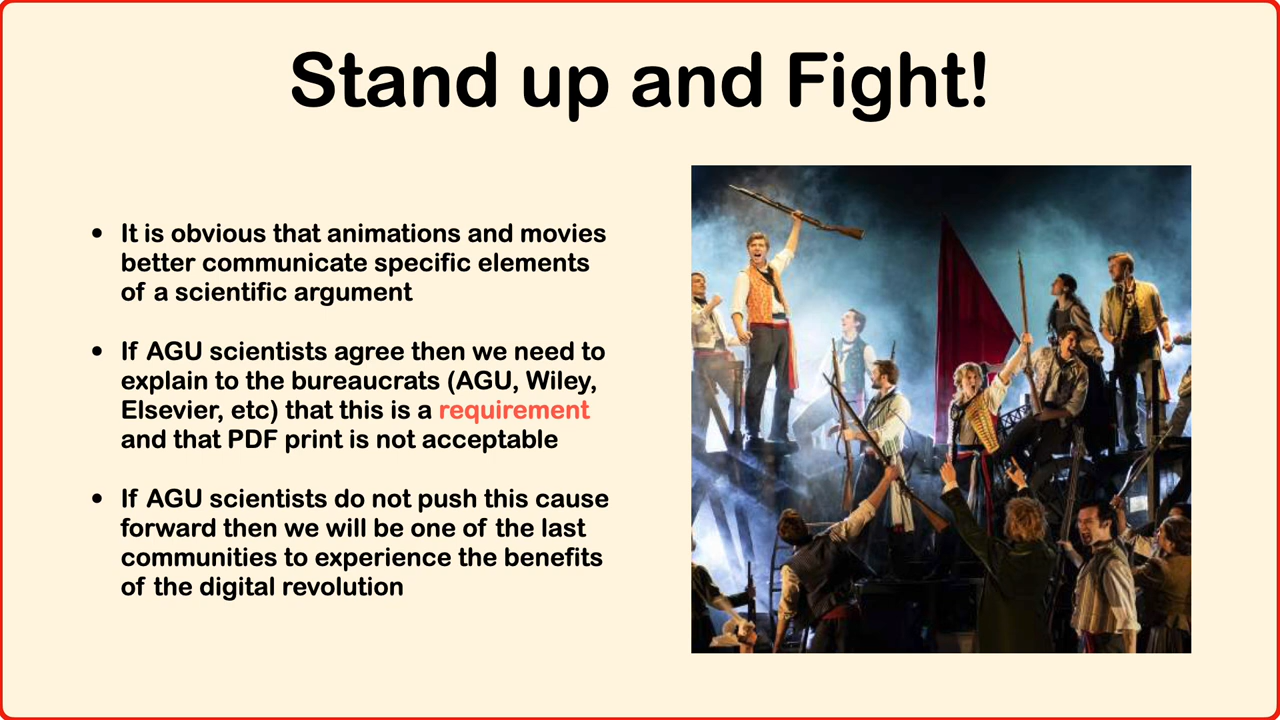 Stand up and Fight!
• It is obvious that animations and movies
better communicate specific elements
of a scientific argument
• If AGU scientists agree then we need to
explain to the bureaucrats (AGU, Wiley,
Elsevier, etc) that this is a requirement
and that PDF print is not acceptable
• If AGU scientists do not push this cause
forward then we will be one of the last
communities to experience the benefits
of the digital revolution